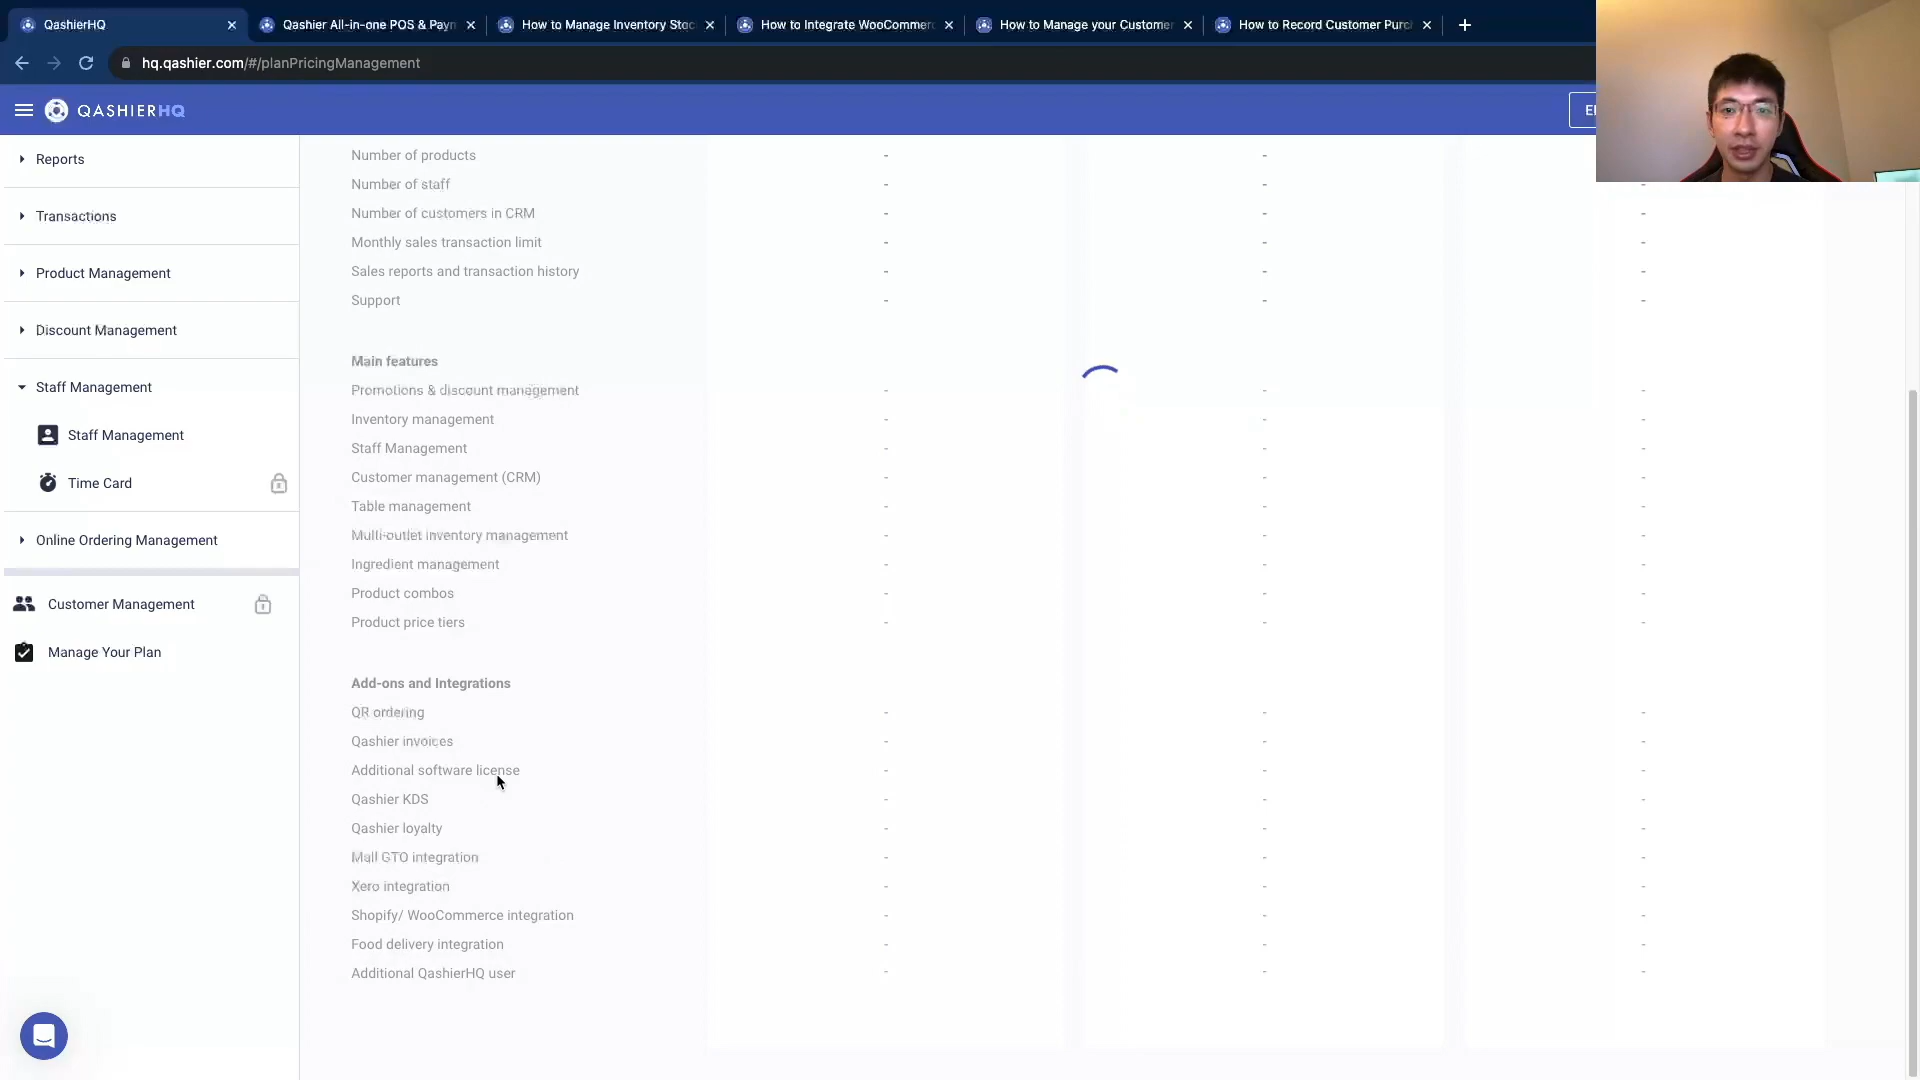 QashierHQ
Qashier All-in-one POS & Paym
How to Manage Inventory Stoc
How to Integrate WooCommerc
How to Manage your Customer
How to Record Customer Purc
hq.qashier.com/#/planPricingManagement
QASHIERHQ
Reports
Transactions
Product Management
Discount Management
Staff Management
Staff Management
Time Card
Online Ordering Management
Customer Management
Manage Your Plan
Number of products - - 
Number of staff - - -
Number of customers in CRM - - -
Monthly sales transaction limit - - -
Sales reports and transaction history - - -
Support - - -
Main features
Promotions & discount management - - -
Inventory management - - -
Staff Management - - -
Customer management (CRM) - - -
Table management - - -
Multi-outlet inventory management - - -
Ingredient management - - -
Product combos - - -
Product price tiers - - -
Add-ons and Integrations
QR ordering - - -
Qashier invoices - - -
Additional software license - - -
Qashier KDS - - -
Qashier loyalty - - -
Mall GTO integration - - -
Xero integration - - -
Shopify/ WooCommerce integration - - -
Food delivery integration - - -
Additional QashierHQ user - - -